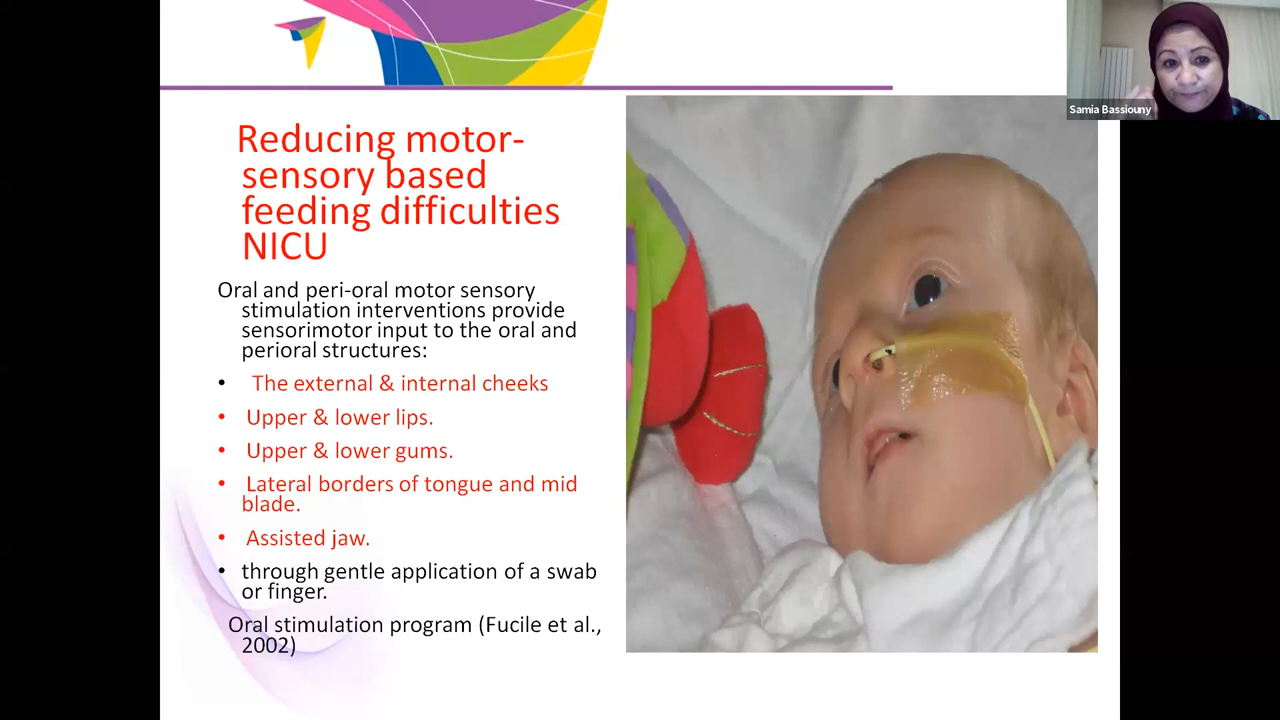 Samia Bassiouny
Reducing motor-
sensory based
feeding difficulties
NICU
Oral and peri-oral motor sensory
stimulation interventions provide
sensorimotor input to the oral and
perioral structures:
• The external & internal cheeks
• Upper & lower lips.
• Upper & lower gums.
• Lateral borders of tongue and mid
blade.
• Assisted jaw.
• through gentle application of a swab
or finger.
Oral stimulation program (Fucile et al.,
2002)